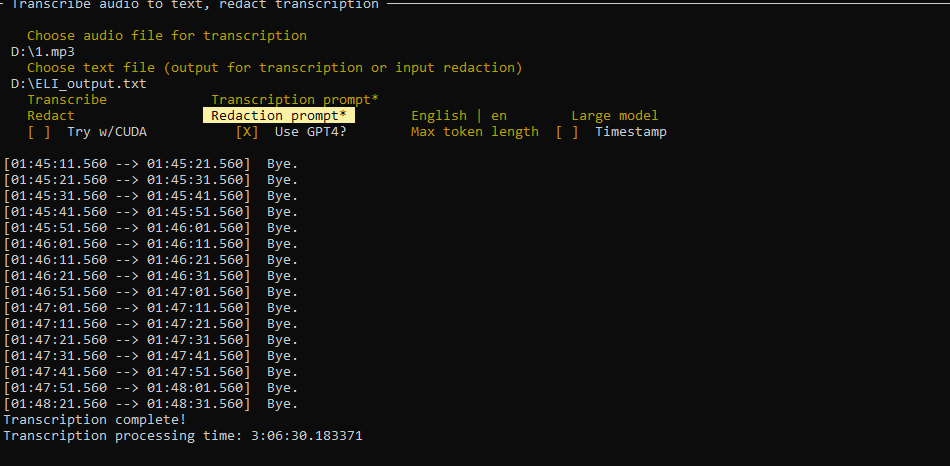 Transcribe audio to text, redact transcription
Choose audio file for transcription
D:\1.mp3
Choose text file (output for transcription or input redaction)
D:\ELI_output.txt
Transcribe Transcription prompt*
Redact Redaction prompt* English | en Large model
[ ] Try w/CUDA [X] Use GPT4? Max token length [ ] Timestamp
[01:45:11.560 --> 01:45:21.560] Bye.
[01:45:21.560 --> 01:45:31.560] Bye.
[01:45:31.560 --> 01:45:41.560] Bye.
[01:45:41.560 --> 01:45:51.560] Bye.
[01:45:51.560 --> 01:46:01.560] Bye.
[01:46:01.560 --> 01:46:11.560] Bye.
[01:46:11.560 --> 01:46:21.560] Bye.
[01:46:21.560 --> 01:46:31.560] Bye.
[01:46:51.560 --> 01:47:01.560] Bye.
[01:47:01.560 --> 01:47:11.560] Bye.
[01:47:11.560 --> 01:47:21.560] Bye.
[01:47:21.560 --> 01:47:31.560] Bye.
[01:47:31.560 --> 01:47:41.560] Bye.
[01:47:41.560 --> 01:47:51.560] Bye.
[01:47:51.560 --> 01:48:01.560] Bye.
[01:48:21.560 --> 01:48:31.560] Bye.
Transcription complete!
Transcription processing time: 3:06:30.183371